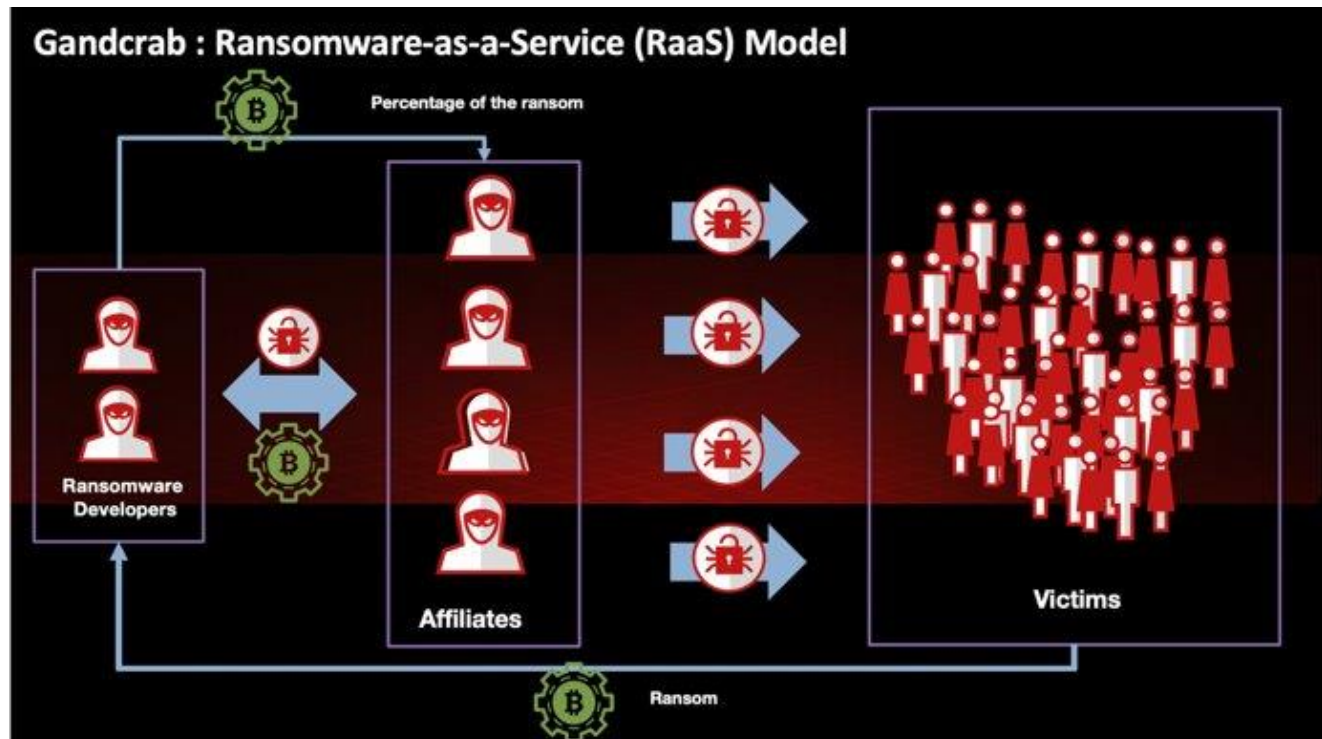 Gandcrab : Ransomware-as-a-Service (RaaS) Model
Percentage of the ransom
Ransomware
Developers
Affiliates
Victims
Ransom